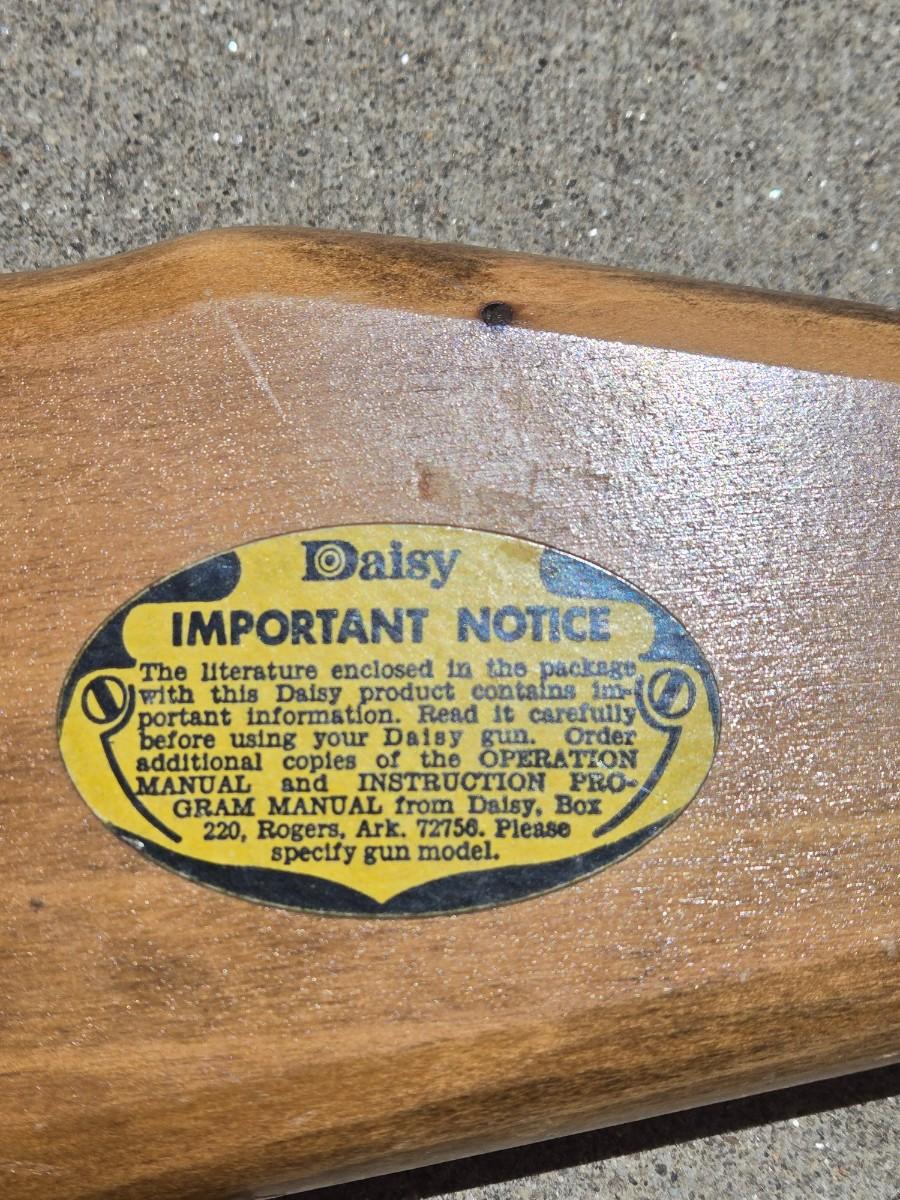 Daisy
IMPORTANT NOTICE
The literature enclosed in the package
with this Daisy product contains im-
portant information. Read it carefully
before using your Daisy gun. Order
additional copies of the OPERATION
MANUAL and INSTRUCTION PRO-
GRAM MANUAL from Daisy, Box
220, Rogers, Ark. 72756. Please
specify gun model.